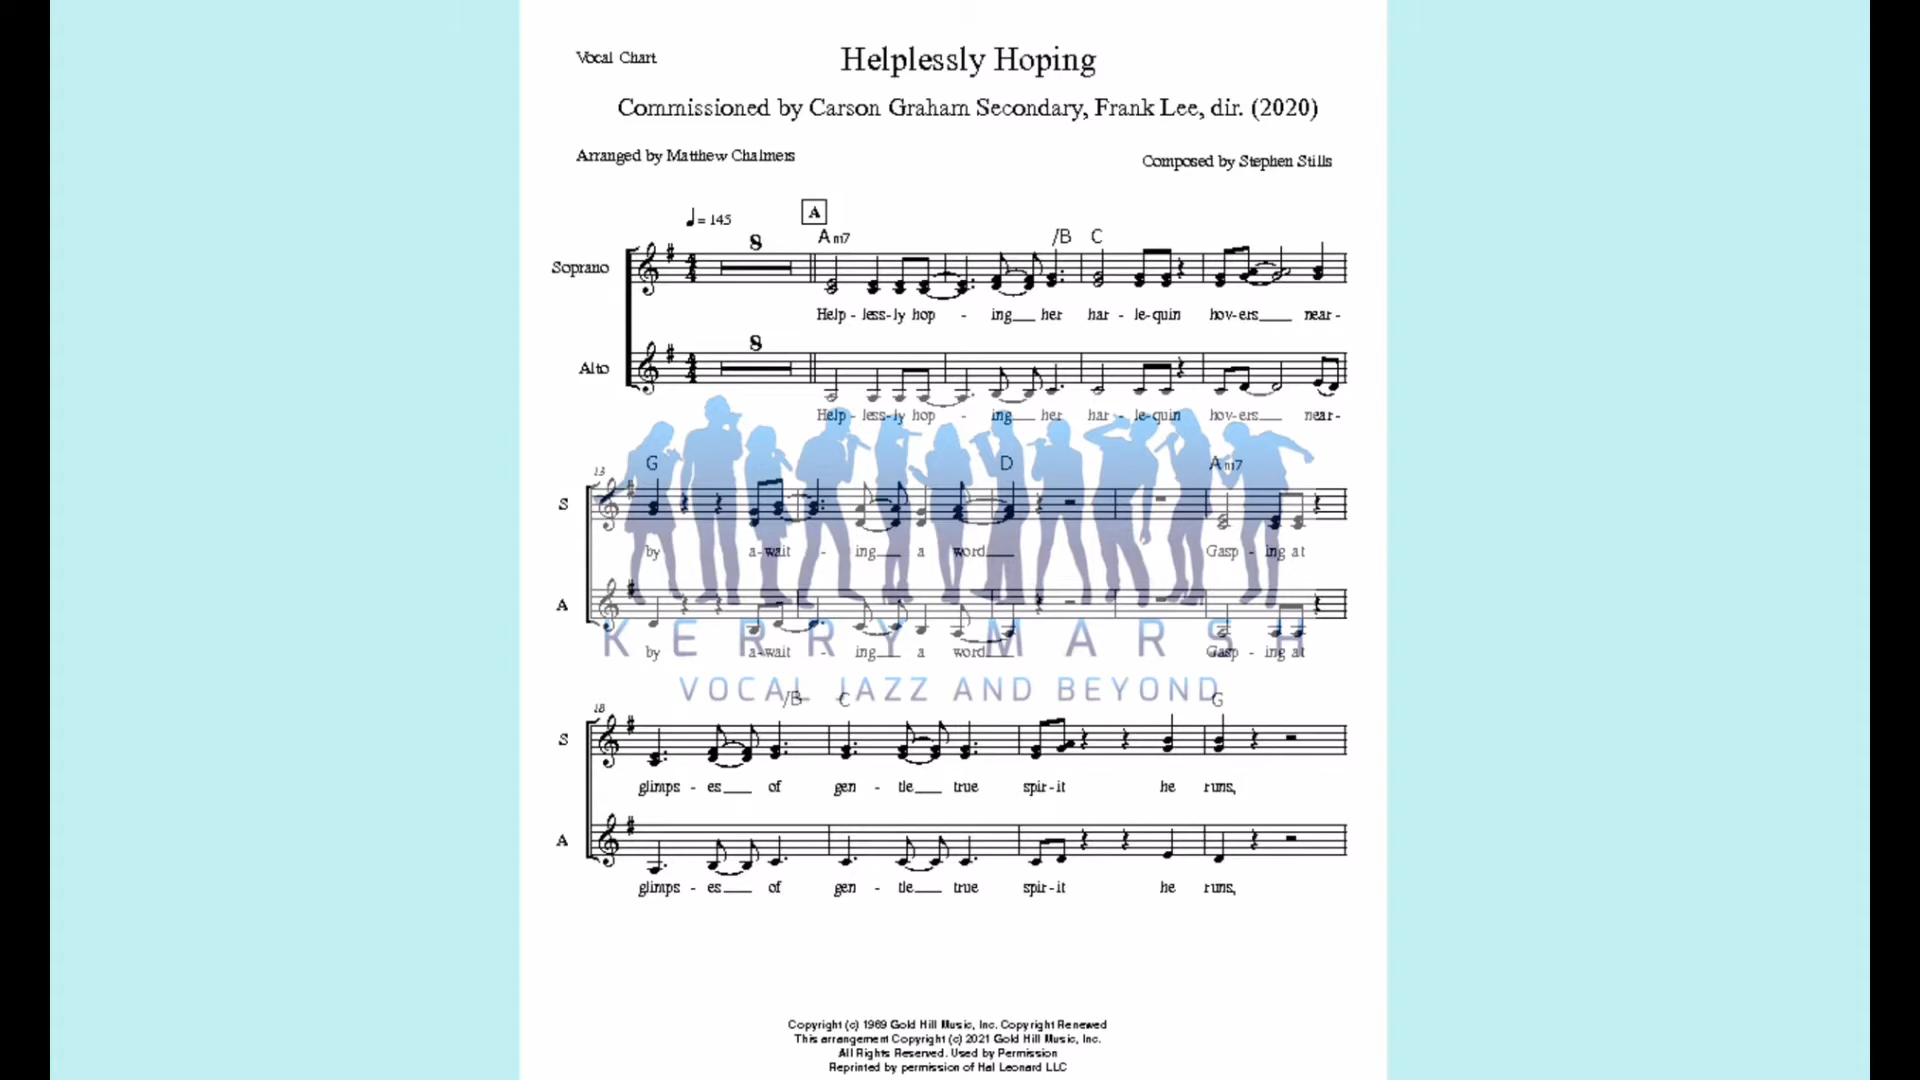 Vocal Chart
Helplessly Hoping
Commissioned by Carson Graham Secondary, Frank Lee, dir. (2020)
Arranged by Matthew Chalmers
Composed by Stephen Stills
= 145
A
8
Am7 /B C
Soprano
Help - less-ly hop - ing her har - le-quin hov-ers near-
8
Alto
Help - less-ly hop - ing her har - le-quin hov-ers near-
13
G D Am7
S
by a-wait - ing a word Gasp - ing at
A
by a-wait - ing a word Gasp - ing at
KERRY MARSH
VOCAL JAZZ AND BEYOND
18
/B C G
S
glimps - es of gen - tle true spir-it he runs,
A
glimps - es of gen - tle true spir-it he runs,
Copyright (c) 1969 Gold Hill Music, Inc. Copyright Renewed
This arrangement Copyright (c) 2021 Gold Hill Music, Inc.
All Rights Reserved. Used by Permission
Reprinted by permission of Hal Leonard LLC